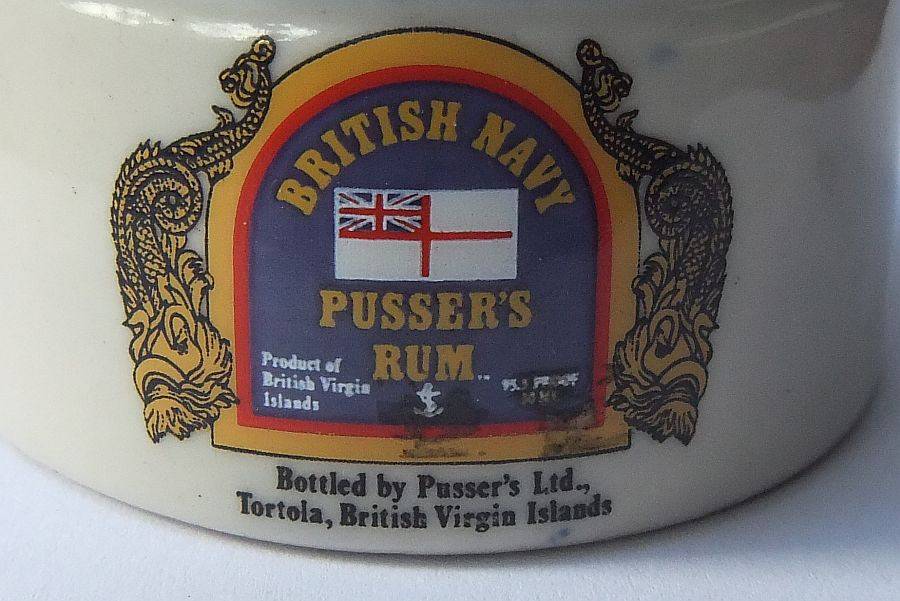 BRITISH NAVY
PUSSER'S
RUM
Product of
British Virgin
Islands
Bottled by Pusser's Ltd.,
Tortola, British Virgin Islands